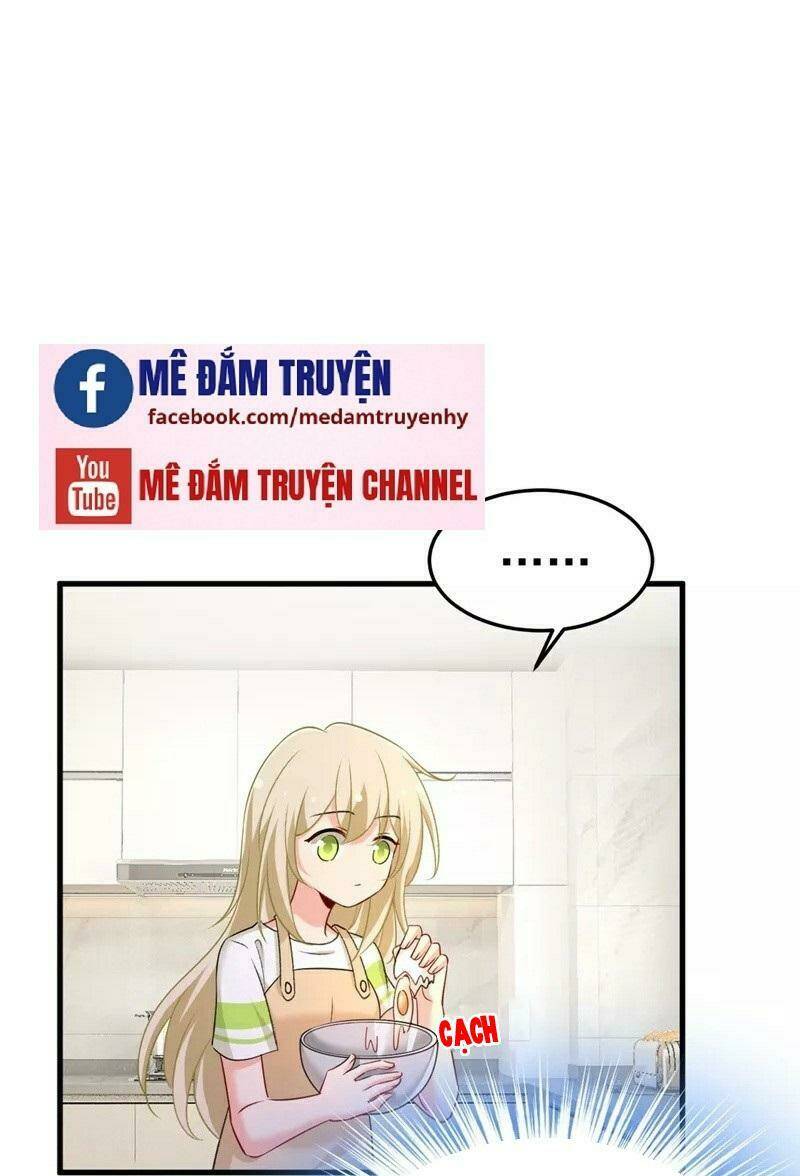 MÊ ĐẮM TRUYỆN
facebook.com/medamtruyenhy
You
Tube
MÊ ĐẮM TRUYỆN CHANNEL
......
CẠCH